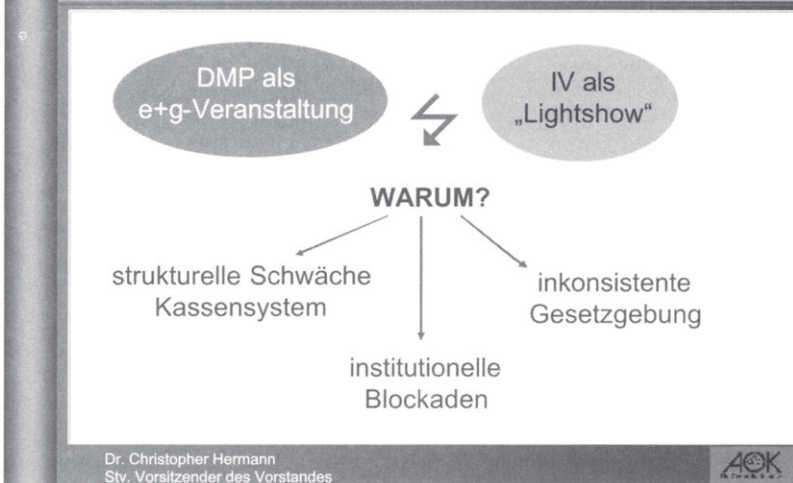 DMP als
e+g-Veranstaltung
IV als
„Lightshow“
WARUM?
strukturelle Schwäche
Kassensystem
inkonsistente
Gesetzgebung
institutionelle
Blockaden
Dr. Christopher Hermann
Stv. Vorsitzender des Vorstandes
AOK